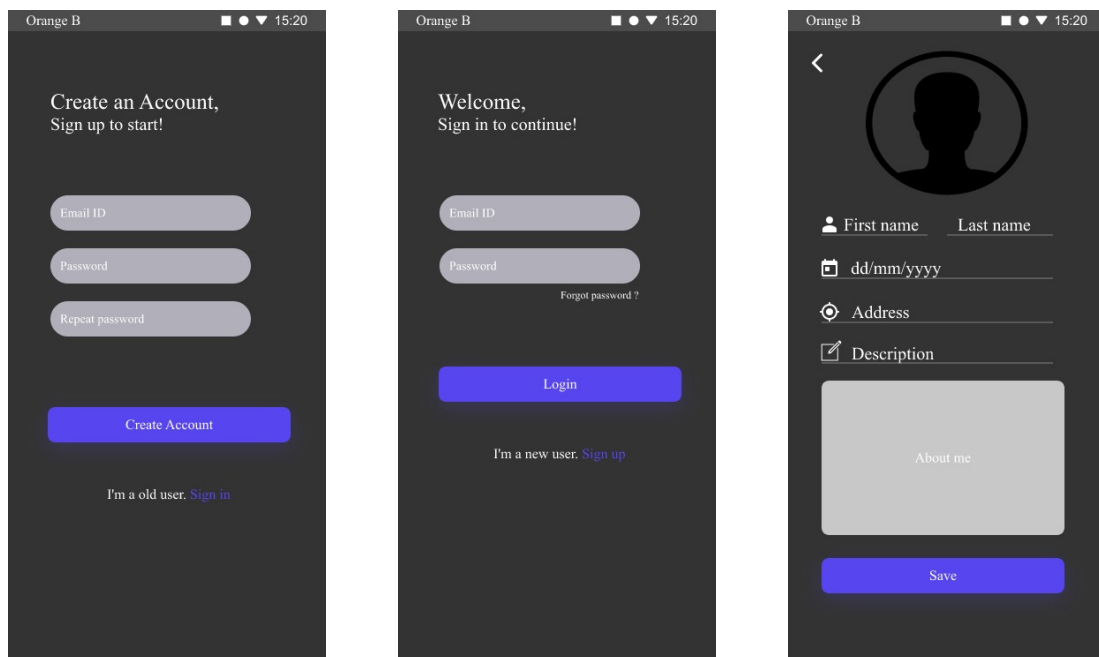 Orange B 15:20
Create an Account,
Sign up to start!
Email ID
Password
Repeat password
Create Account
I'm a old user. Sign in
Orange B 15:20
Welcome,
Sign in to continue!
Email ID
Password
Forgot password ?
Login
I'm a new user. Sign up
Orange B 15:20
First name Last name
dd/mm/yyyy
Address
Description
About me
Save